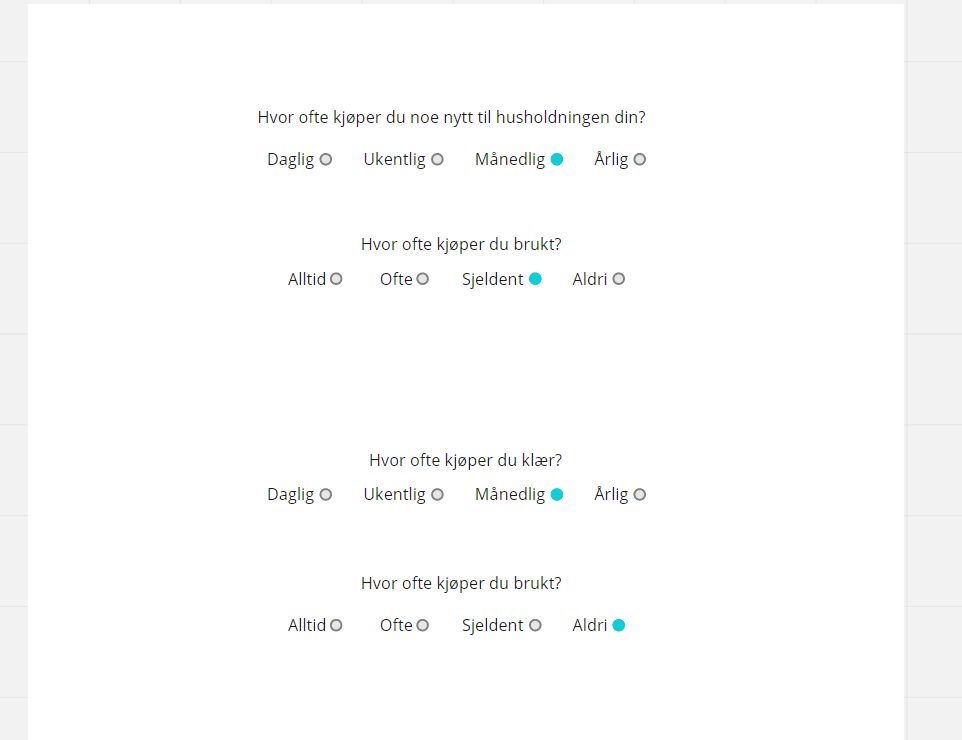 Hvor ofte kjøper du noe nytt til husholdningen din?
Daglig Ukentlig Månedlig Årlig
Hvor ofte kjøper du brukt?
Alltid Ofte Sjeldent Aldri
Hvor ofte kjøper du klær?
Daglig Ukentlig Månedlig Årlig
Hvor ofte kjøper du brukt?
Alltid Ofte Sjeldent Aldri